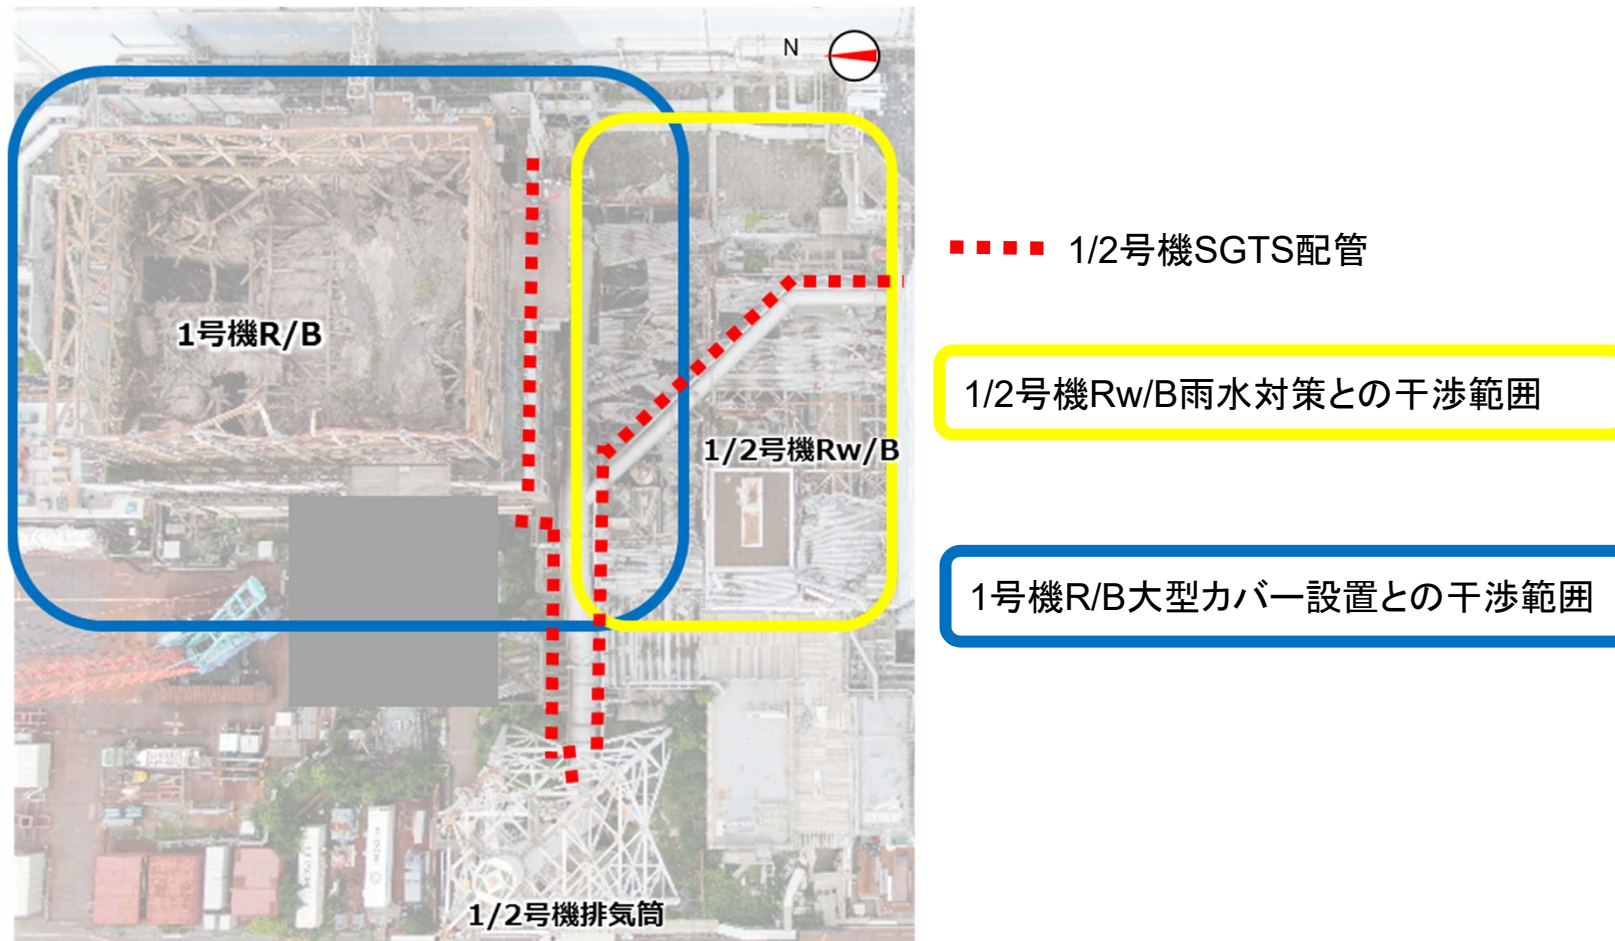 N
1/2号機SGTS配管
1号機R/B
1/2号機Rw/B雨水対策との干渉範囲
1/2号機Rw/B
1号機R/B大型カバー設置との干渉範囲
1/2号機排気筒